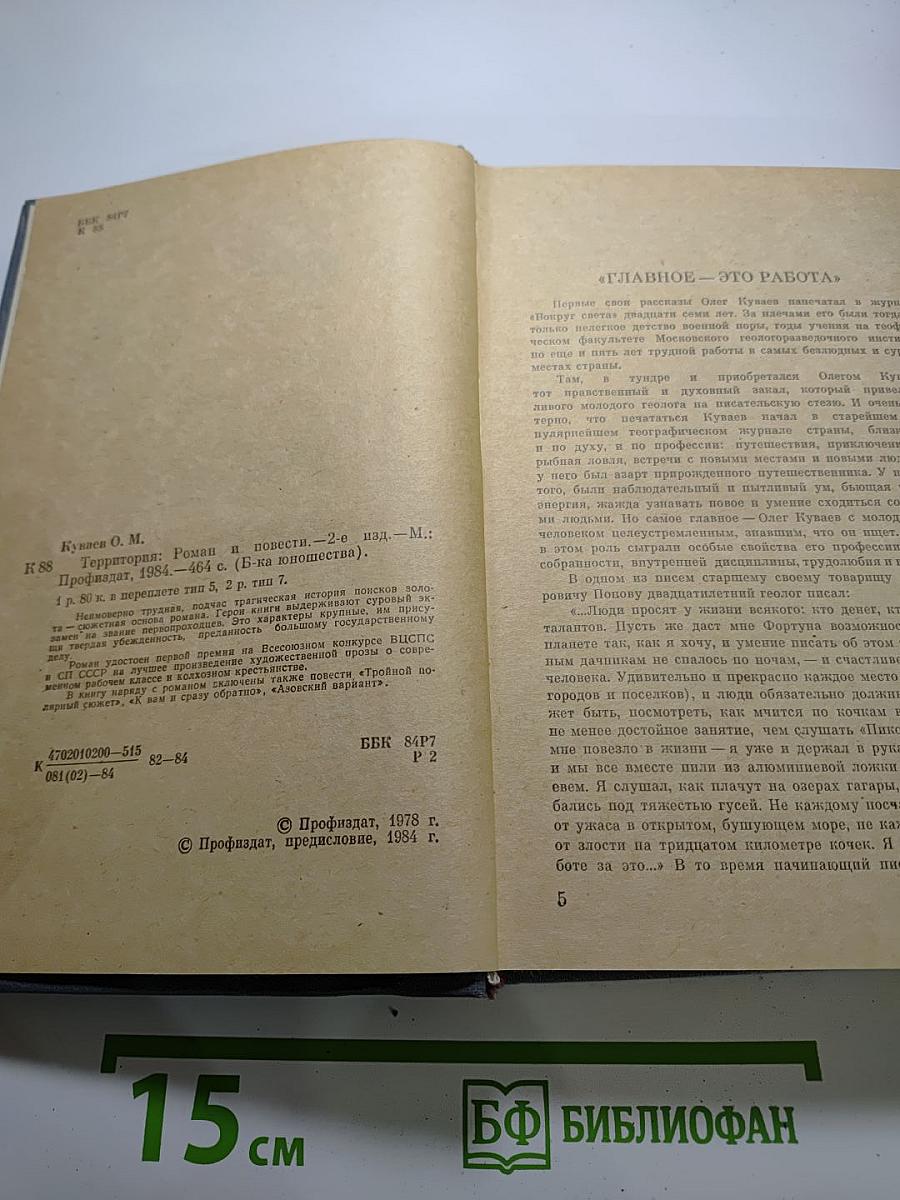 ББК 84Р7
К 88
Куваев О. М.
К 88 Территория: Роман и повести.—2-е изд.—М.:
Профиздат, 1984.—464 с. (Б-ка юношества).
1 р. 80 к. в переплете тип 5, 2 р. тип 7.
Неимоверно трудная, подчас трагическая история поисков золо-
та — сюжетная основа романа. Герои книги выдерживают суровый эк-
замен на звание первопроходцев. Это характеры крупные, им прису-
щи твердая убежденность, преданность большому государственному
делу.
Роман удостоен первой премии на Всесоюзном конкурсе ВЦСПС
и СП СССР на лучшее произведение художественной прозы о совре-
менном рабочем классе и колхозном крестьянстве.
В книгу наряду с романом включены также повести «Тройной по-
лярный сюжет», «К вам и сразу обратно», «Азовский вариант».
К 4702010200—515
081(02)—84
82—84
ББК 84Р7
Р 2
© Профиздат, 1978 г.
© Профиздат, предисловие, 1984 г.
«ГЛАВНОЕ — ЭТО РАБОТА»
Первые свои рассказы Олег Куваев напечатал в журн
«Вокруг света» двадцати семи лет. За плечами его были тогда
только нелегкое детство военной поры, годы учения на геоф
ческом факультете Московского геологоразведочного инсти
но еще и пять лет трудной работы в самых безлюдных и сур
местах страны.
Там, в тундре и приобретался Олегом Кув
тот нравственный и духовный закал, который привел
ливого молодого геолога на писательскую стезю. И очень
терно, что печататься Куваев начал в старейшем
пулярнейшем географическом журнале страны, близк
и по духу, и по профессии: путешествия, приключени
рыбная ловля, встречи с новыми местами и новыми люд
у него был азарт прирожденного путешественника. У н
того, были наблюдательный и пытливый ум, бьющая ч
энергия, жажда узнавать новое и умение сходиться со
ми людьми. Но самое главное — Олег Куваев с молод
человеком целеустремленным, знавшим, что он ищет.
в этом роль сыграли особые свойства его профессии
собранности, внутренней дисциплины, трудолюбия и
В одном из писем старшему своему товарищу
ровичу Попову двадцатилетний геолог писал:
«...Люди просят у жизни всякого: кто денег, кт
талантов. Пусть же даст мне Фортуна возможнос
планете так, как я хочу, и умение писать об этом
ным дачникам не спалось по ночам, — и счастливе
человека. Удивительно и прекрасно каждое место
городов и поселков), и люди обязательно должны
жет быть, посмотреть, как мчится по кочкам в
не менее достойное занятие, чем слушать «Пико
мне повезло в жизни — я уже и держал в рука
и мы все вместе пили из алюминиевой ложки
евем. Я слушал, как плачут на озерах гагары,
бались под тяжестью гусей. Не каждому посча
от ужаса в открытом, бушующем море, не каж
от злости на тридцатом километре кочек. Я
боте за это...» В то время начинающий пис
5
15 см
БФ БИБЛИОФАН